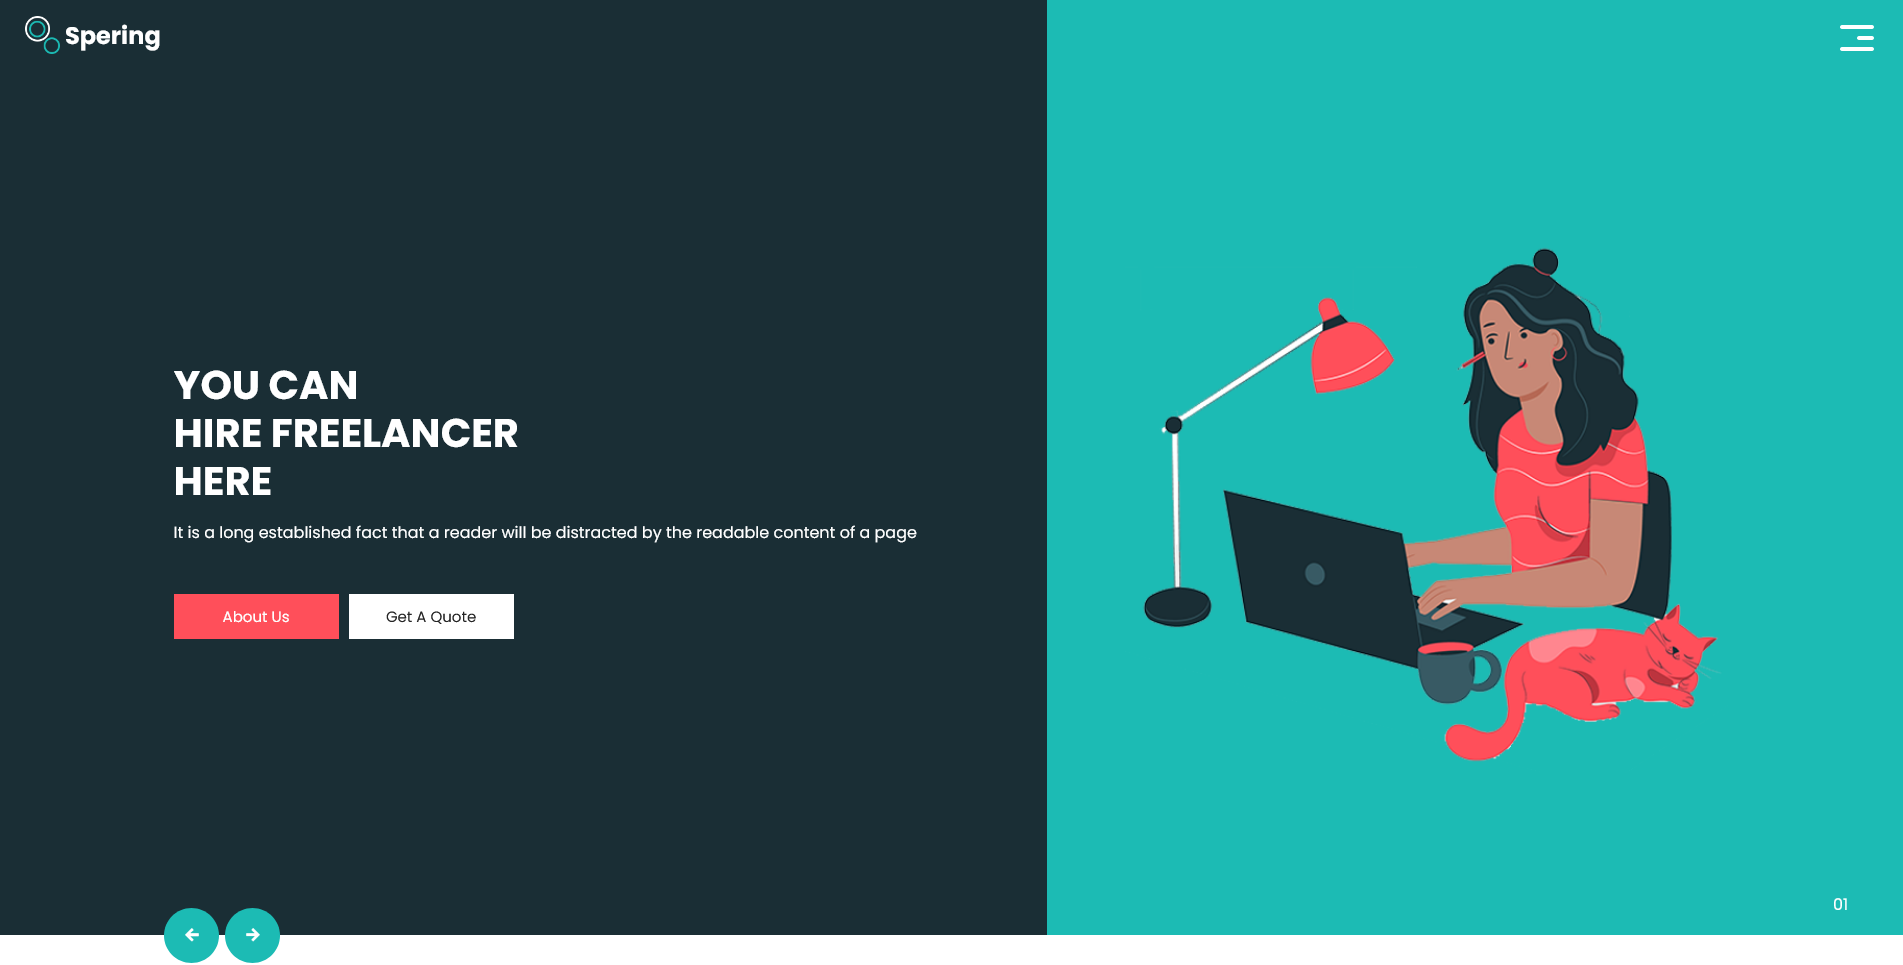 Spering
YOU CAN
HIRE FREELANCER
HERE
It is a long established fact that a reader will be distracted by the readable content of a page
About Us
Get A Quote
01